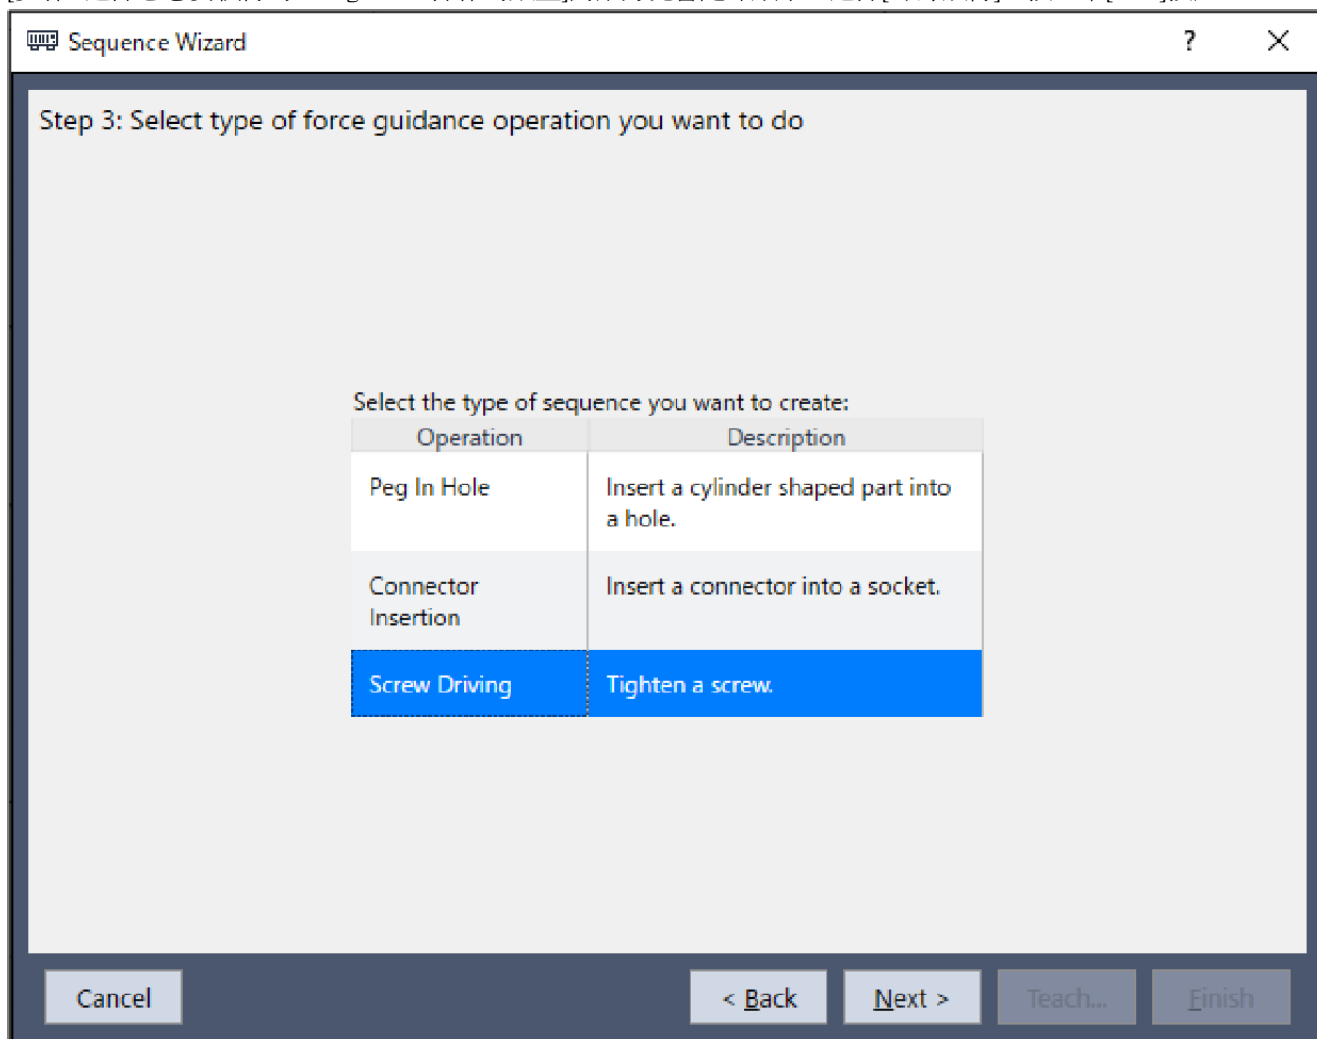 Sequence Wizard
?
Step 3: Select type of force guidance operation you want to do
Select the type of sequence you want to create:
Operation Description
Peg In Hole Insert a cylinder shaped part into
a hole.
Connector Insert a connector into a socket.
Insertion
Screw Driving Tighten a screw.
Cancel < Back Next > Teach... Finish